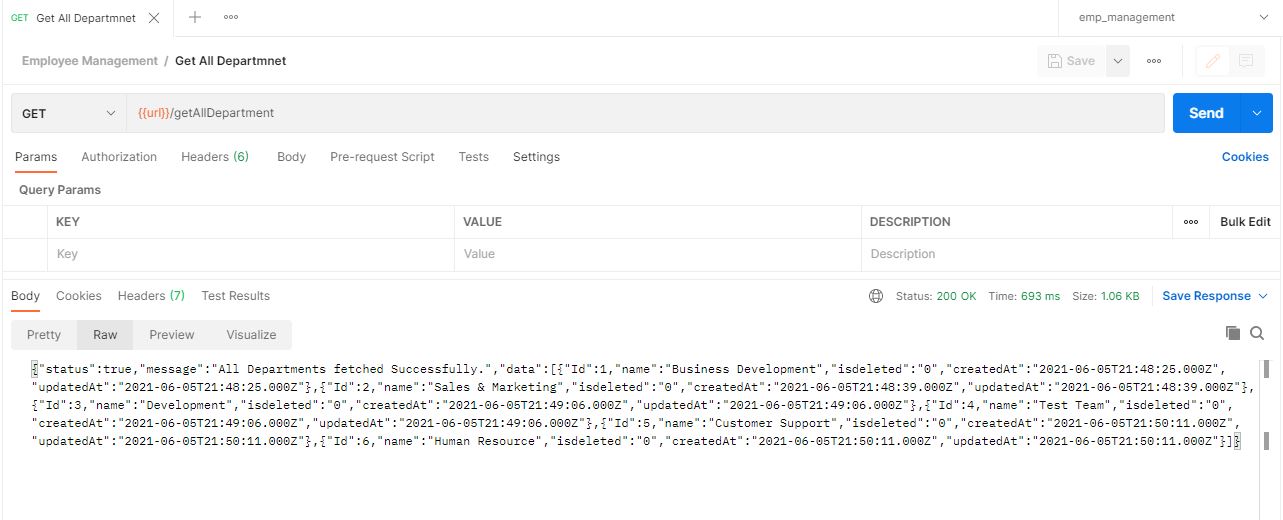 GET Get All Departmnet
emp_management
Employee Management / Get All Departmnet
Save
GET {{url}}/getAllDepartment Send
Params Authorization Headers (6) Body Pre-request Script Tests Settings Cookies
Query Params
KEY VALUE DESCRIPTION Bulk Edit
Key Value Description
Body Cookies Headers (7) Test Results Status: 200 OK Time: 693 ms Size: 1.06 KB Save Response
Pretty Raw Preview Visualize
{"status":true,"message":"All Departments fetched Successfully.","data":[{"Id":1,"name":"Business Development","isdeleted":"0","createdAt":"2021-06-05T21:48:25.000Z",
"updatedAt":"2021-06-05T21:48:25.000Z"},{"Id":2,"name":"Sales & Marketing","isdeleted":"0","createdAt":"2021-06-05T21:48:39.000Z","updatedAt":"2021-06-05T21:48:39.000Z"},
{"Id":3,"name":"Development","isdeleted":"0","createdAt":"2021-06-05T21:49:06.000Z","updatedAt":"2021-06-05T21:49:06.000Z"},{"Id":4,"name":"Test Team","isdeleted":"0",
"createdAt":"2021-06-05T21:49:06.000Z","updatedAt":"2021-06-05T21:49:06.000Z"},{"Id":5,"name":"Customer Support","isdeleted":"0","createdAt":"2021-06-05T21:50:11.000Z",
"updatedAt":"2021-06-05T21:50:11.000Z"},{"Id":6,"name":"Human Resource","isdeleted":"0","createdAt":"2021-06-05T21:50:11.000Z","updatedAt":"2021-06-05T21:50:11.000Z"}]}